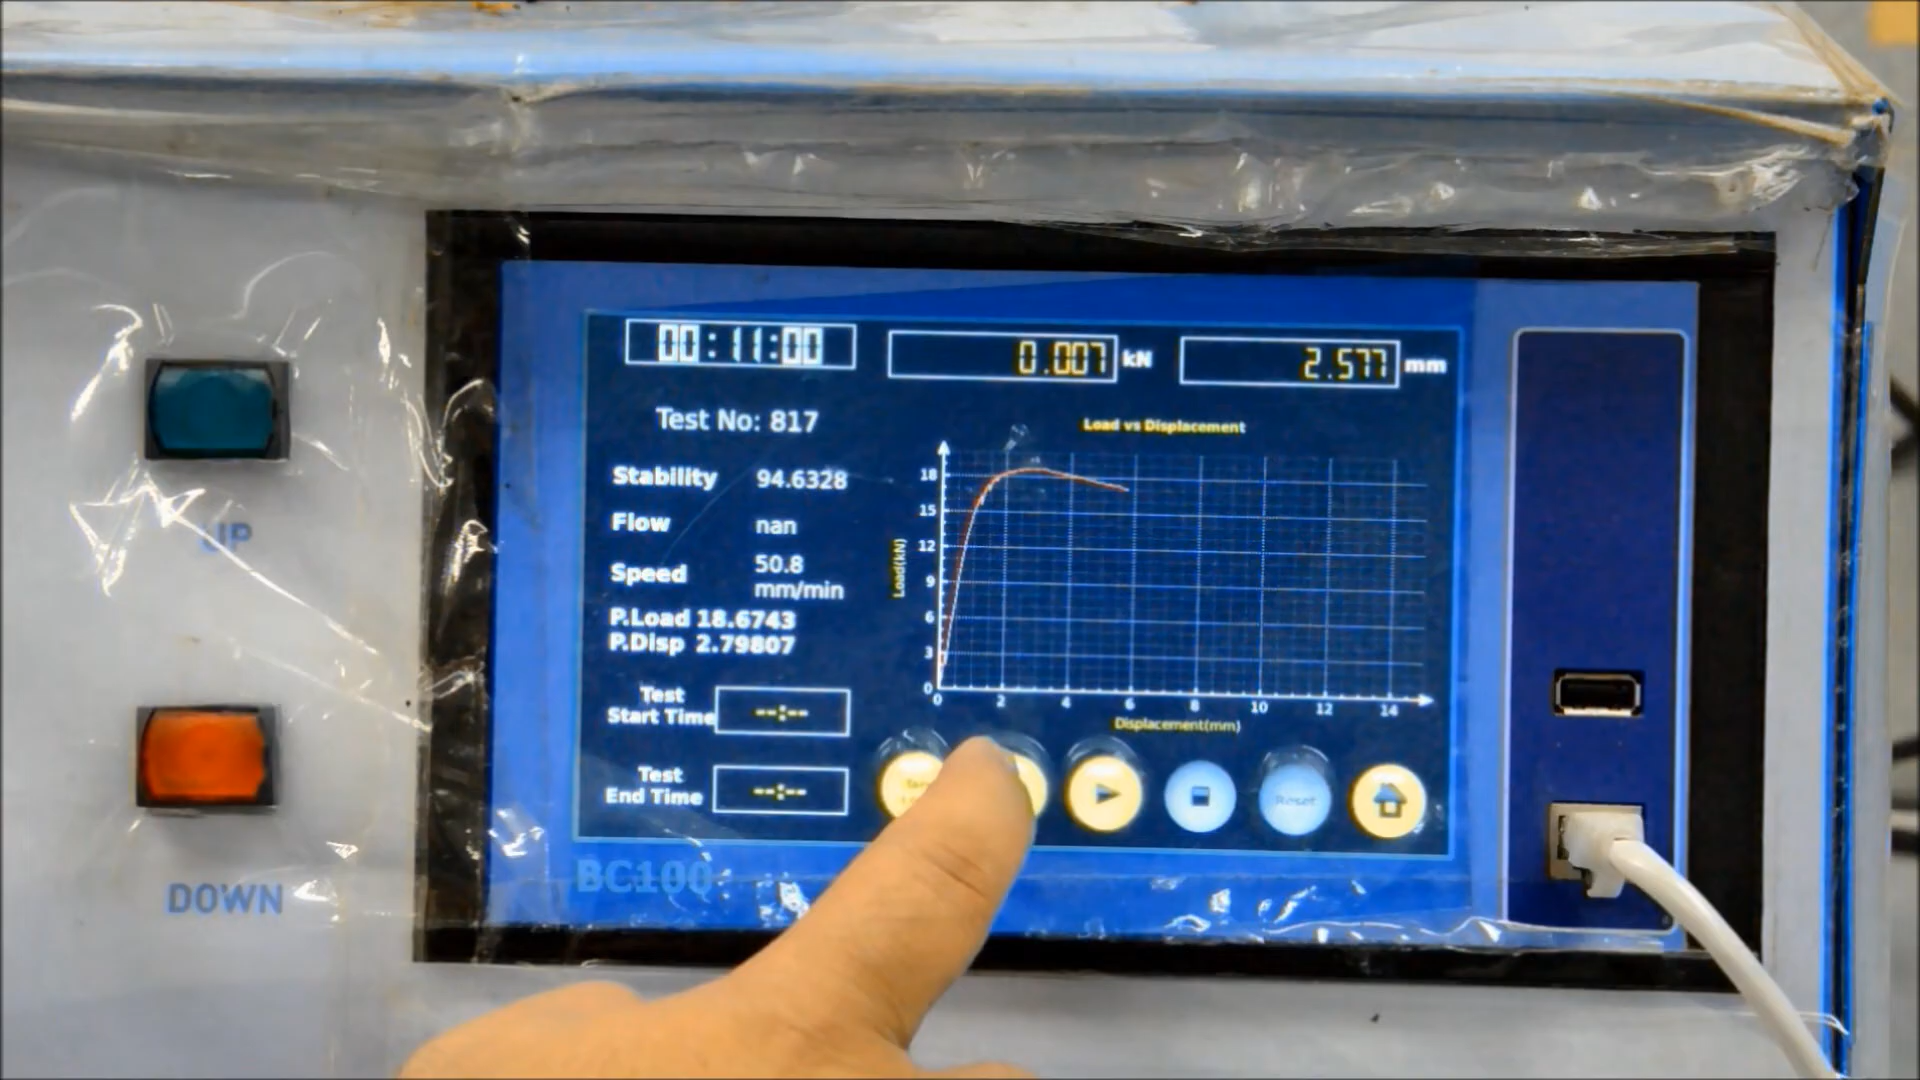 00:11:00
0.007 kN
2.577 mm
Test No: 817
Load vs Displacement
Stability 94.6328
Flow nan
Speed 50.8
mm/min
P.Load 18.6743
P.Disp 2.79807
Test
Start Time --:--
Test
End Time --:--
Load(kN)
18
15
12
9
6
3
0
0 2 4 6 8 10 12 14
Displacement(mm)
Reset
BC100
UP
DOWN